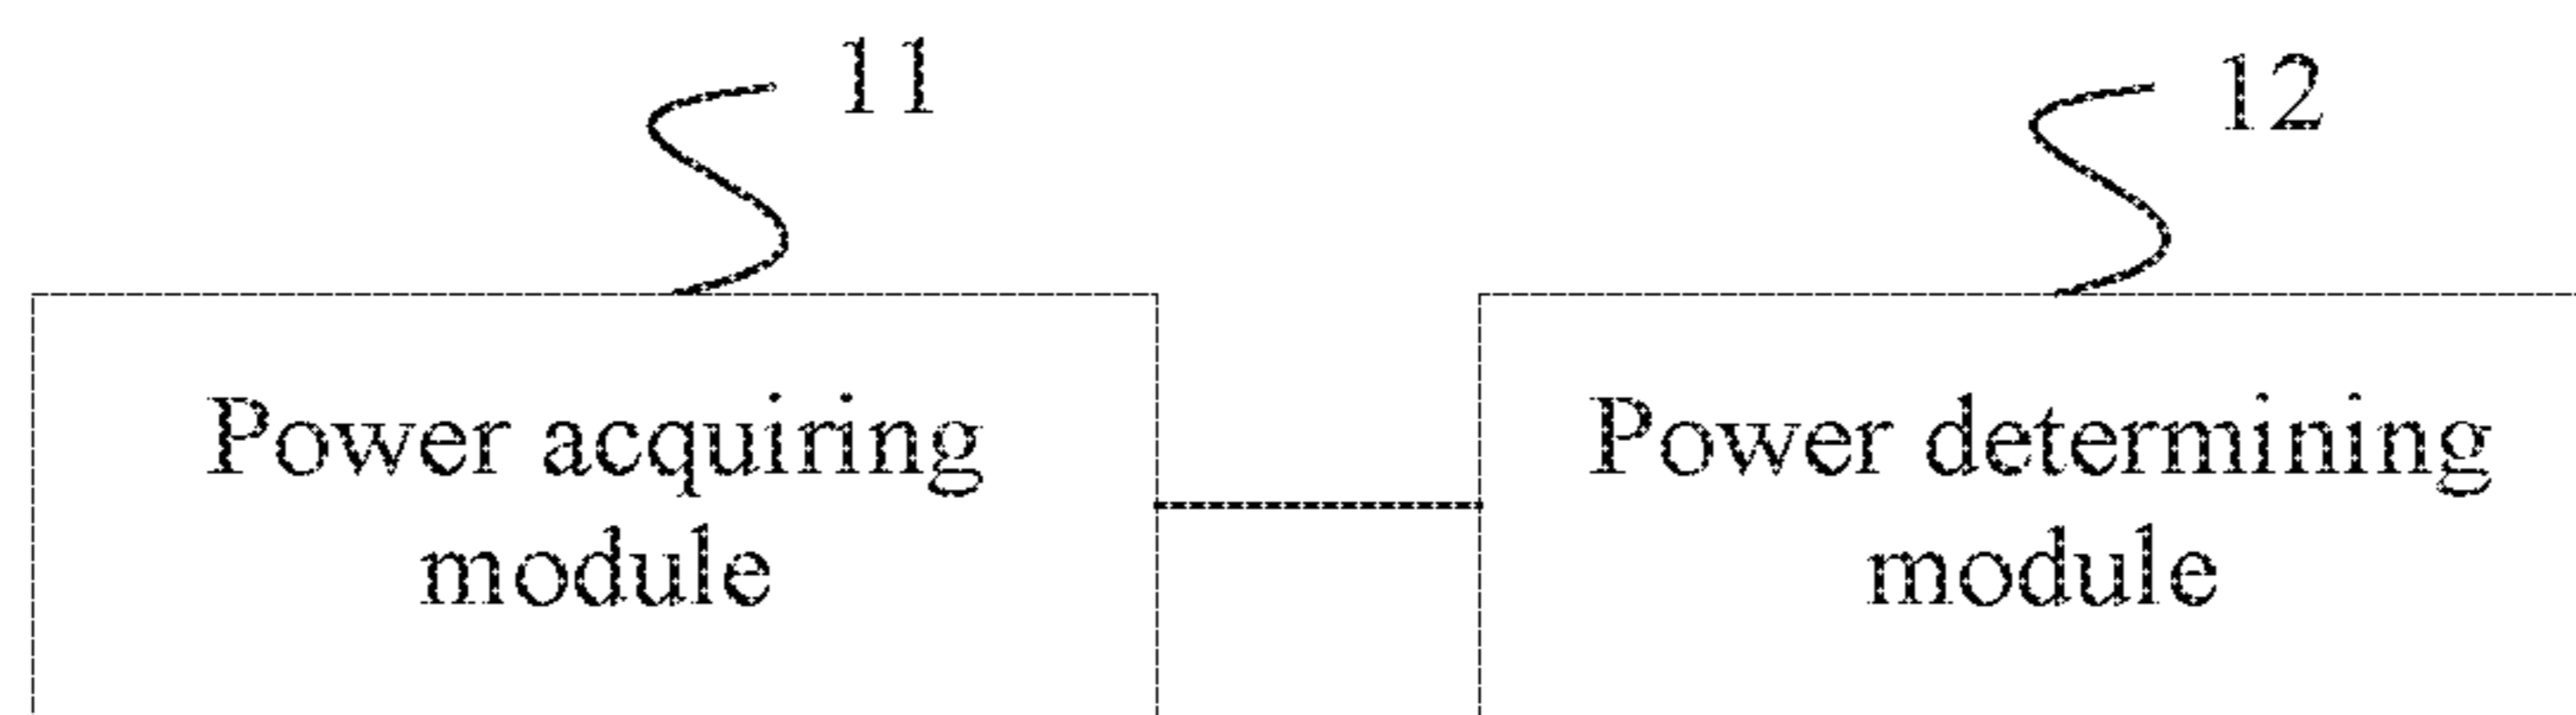 11
12
Power acquiring
module
Power determining
module